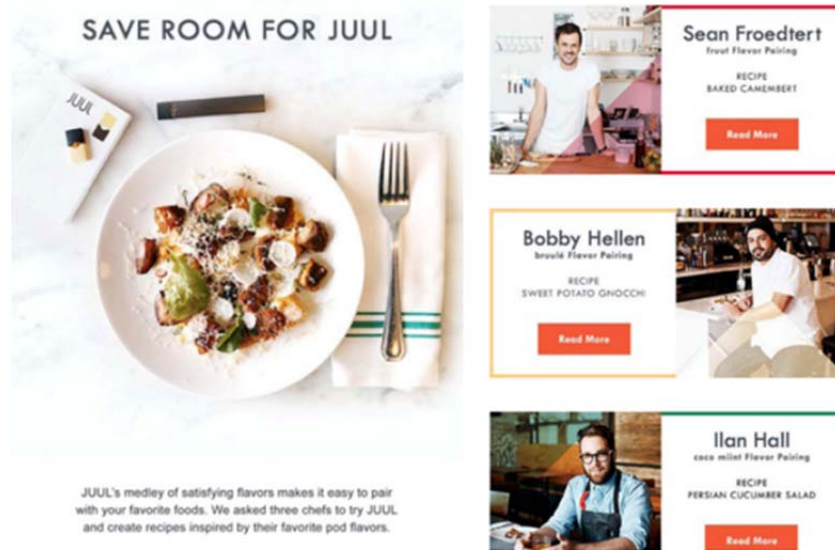 SAVE ROOM FOR JUUL
JUUL
JUUL's medley of satisfying flavors makes it easy to pair
with your favorite foods. We asked three chefs to try JUUL
and create recipes inspired by their favorite pod flavors.
Sean Froedtert
fruut Flavor Pairing
RECIPE
BAKED CAMEMBERT
Read More
Bobby Hellen
bruulé Flavor Pairing
RECIPE
SWEET POTATO GNOCCHI
Read More
Ilan Hall
coco miint Flavor Pairing
RECIPE
PERSIAN CUCUMBER SALAD
Read More